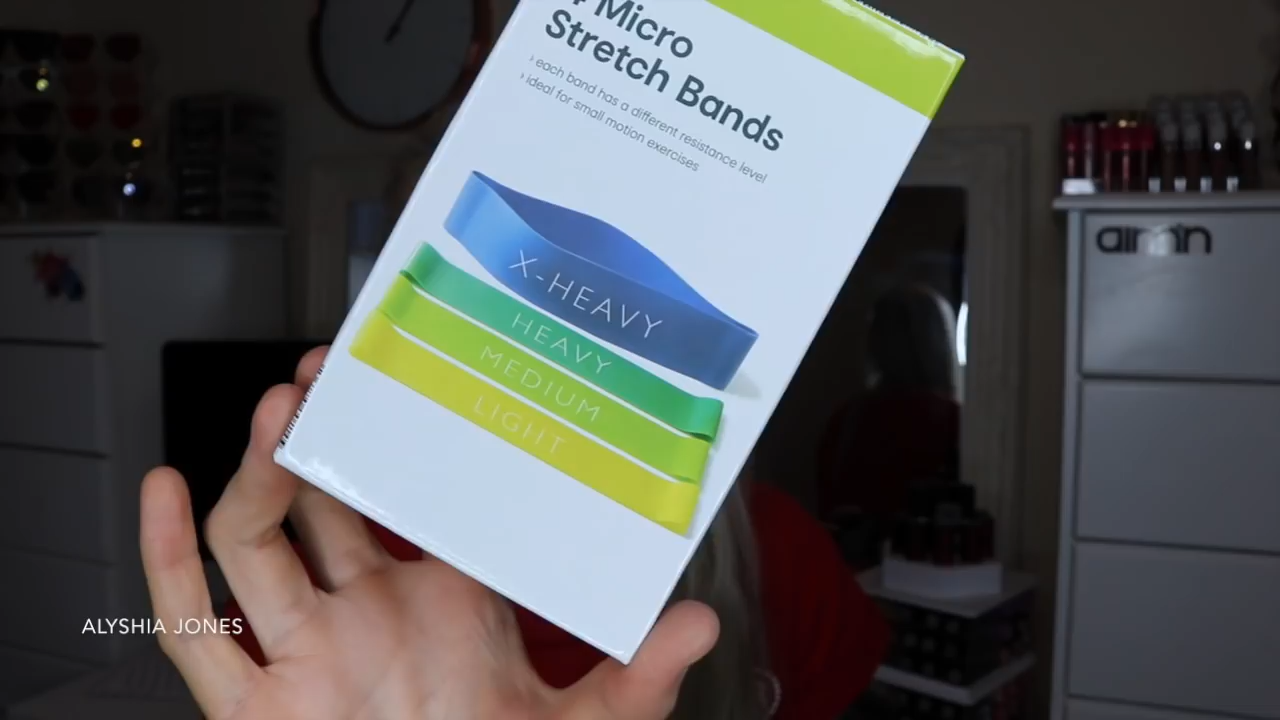 4 Micro
Stretch Bands
› each band has a different resistance level
› ideal for small motion exercises
X-HEAVY
HEAVY
MEDIUM
LIGHT
ALYSHIA JONES